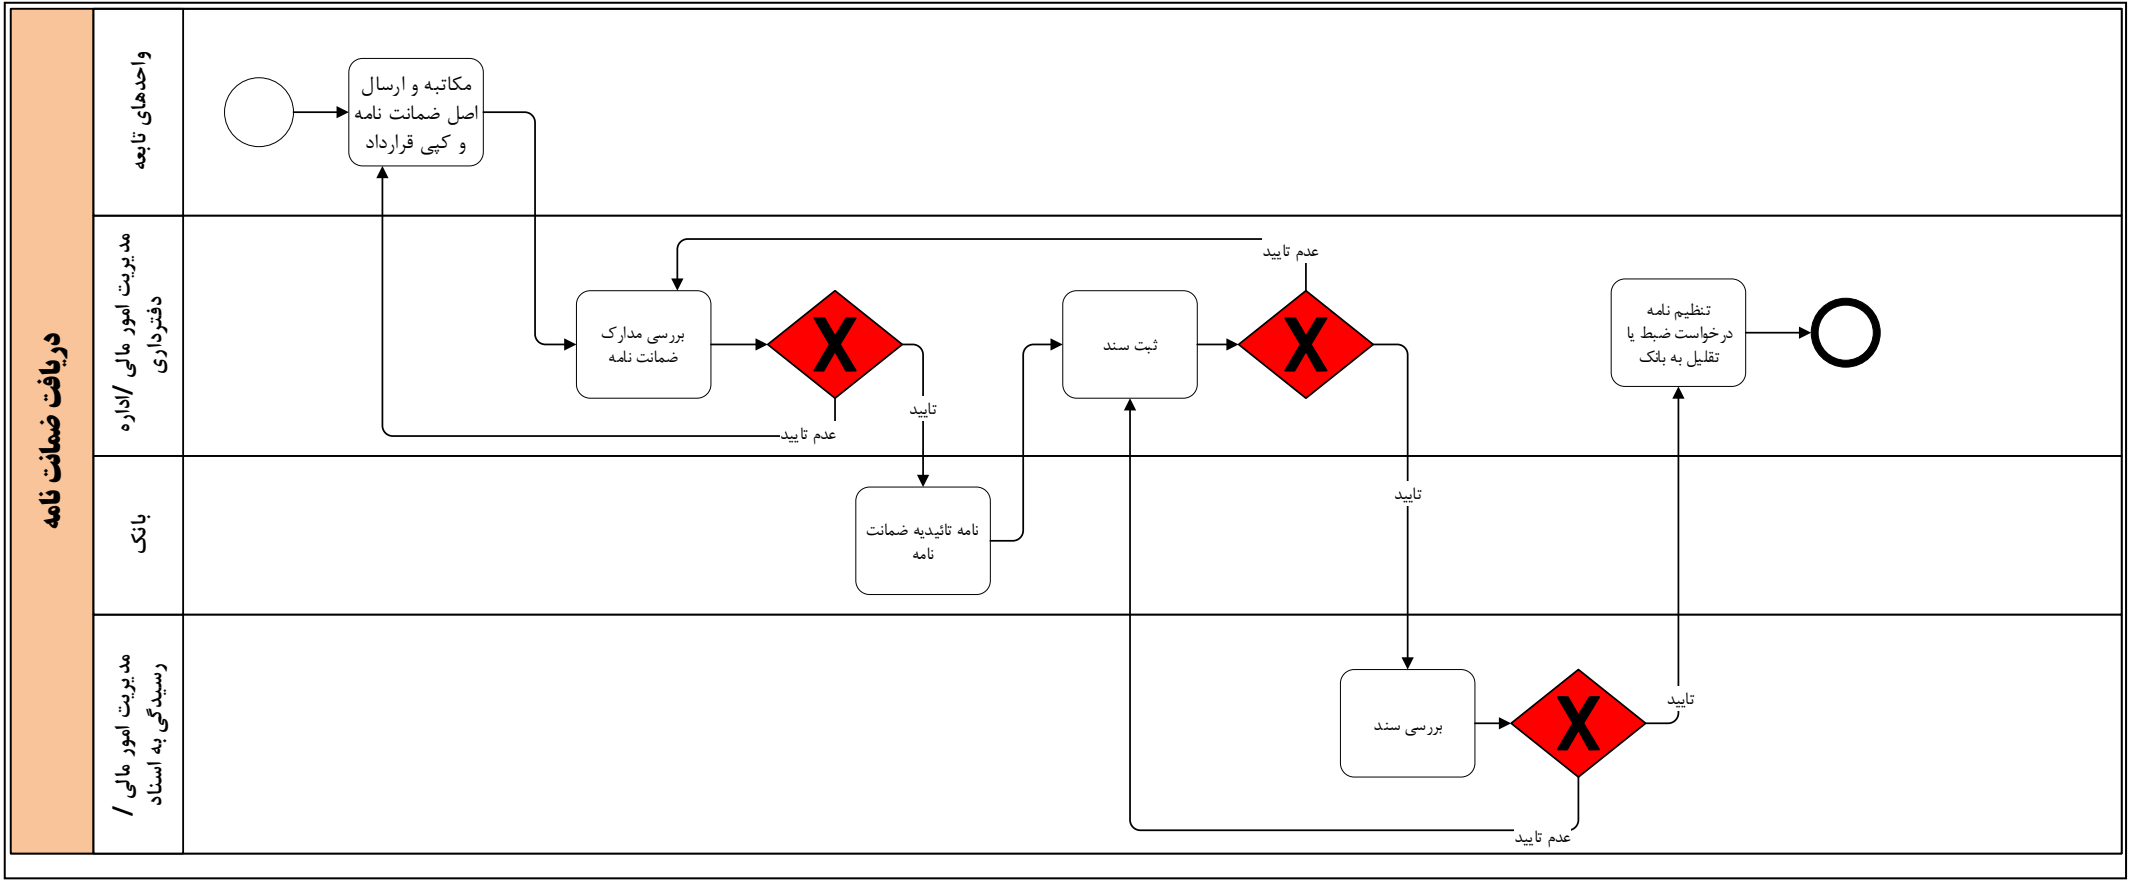 دریافت ضمانت نامه
واحدهای تابعه
مکاتبه و ارسال
اصل ضمانت نامه
و کپی قرارداد
مدیریت امور مالی /اداره
دفترداری
بررسی مدارک
ضمانت نامه
عدم تایید
تایید
ثبت سند
عدم تایید
تایید
تنظیم نامه
درخواست ضبط یا
تقلیل به بانک
بانک
نامه تائیدیه ضمانت
نامه
مدیریت امور مالی /
رسیدگی به اسناد
بررسی سند
تایید
عدم تایید